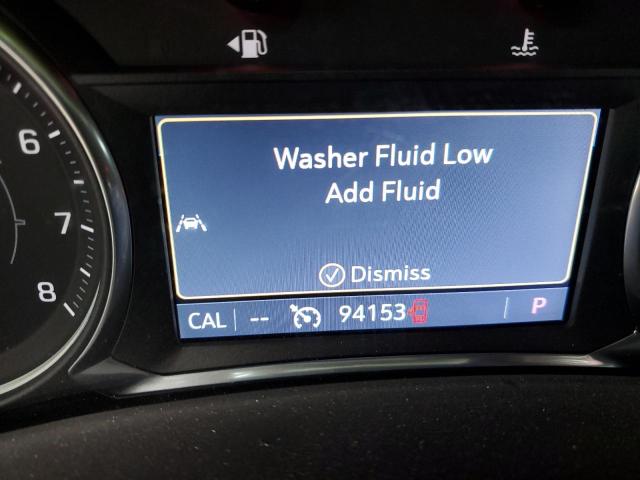 6
7
8
Washer Fluid Low
Add Fluid
Dismiss
CAL -- 94153 P